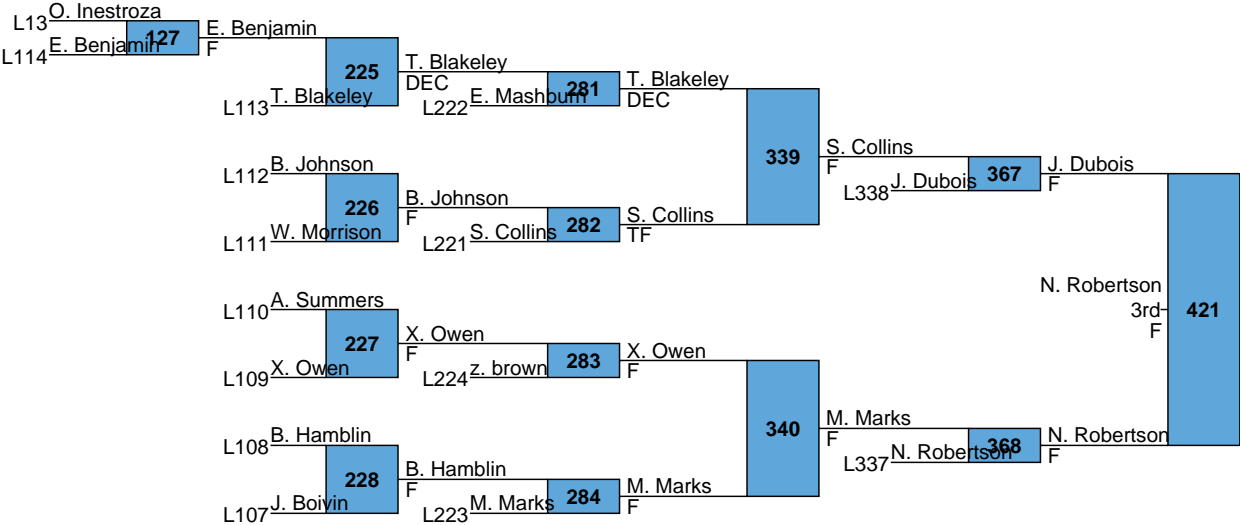 L13 O. Inestroza
L114 E. Benjamin
127
E. Benjamin
F
L113 T. Blakeley
225
T. Blakeley
DEC
L222 E. Mashburn
281
T. Blakeley
DEC
L112 B. Johnson
L111 W. Morrison
226
B. Johnson
F
L221 S. Collins
282
S. Collins
TF
339
S. Collins
F
L338 J. Dubois
367
J. Dubois
F
L110 A. Summers
L109 X. Owen
227
X. Owen
F
L224 z. brown
283
X. Owen
F
L108 B. Hamblin
L107 J. Boivin
228
B. Hamblin
F
L223 M. Marks
284
M. Marks
F
340
M. Marks
F
L337 N. Robertson
368
N. Robertson
F
421
N. Robertson
3rd
F